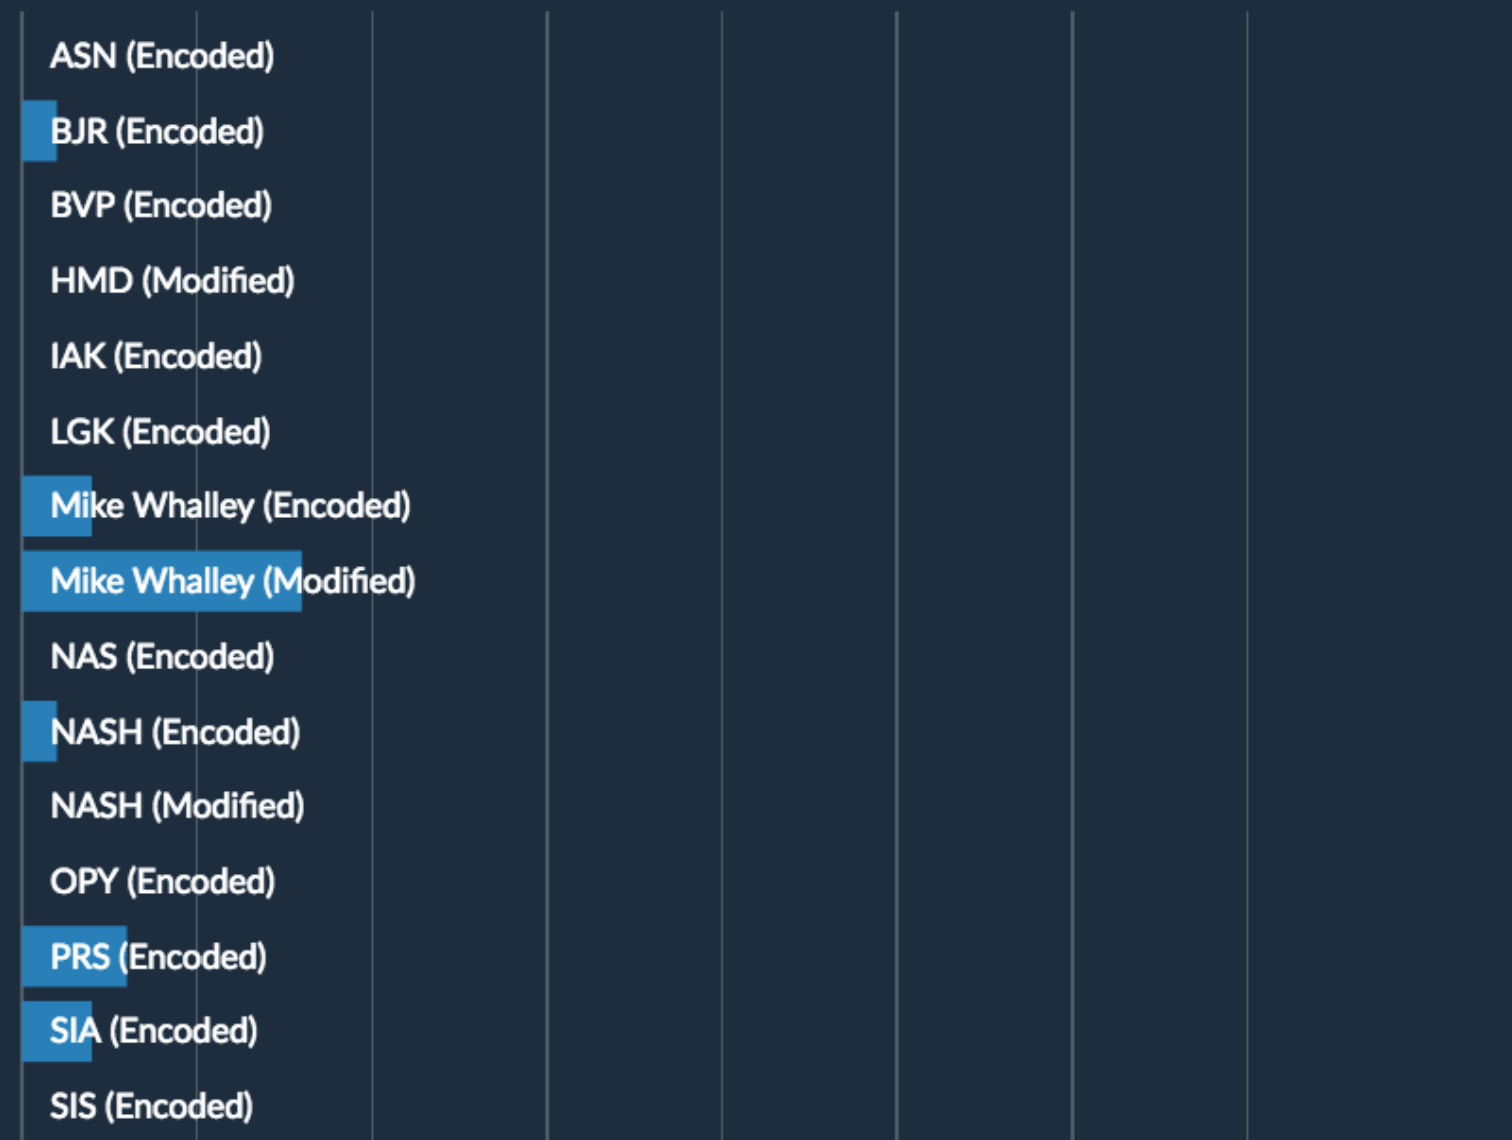 ASN (Encoded)
BJR (Encoded)
BVP (Encoded)
HMD (Modified)
IAK (Encoded)
LGK (Encoded)
Mike Whalley (Encoded)
Mike Whalley (Modified)
NAS (Encoded)
NASH (Encoded)
NASH (Modified)
OPY (Encoded)
PRS (Encoded)
SIA (Encoded)
SIS (Encoded)